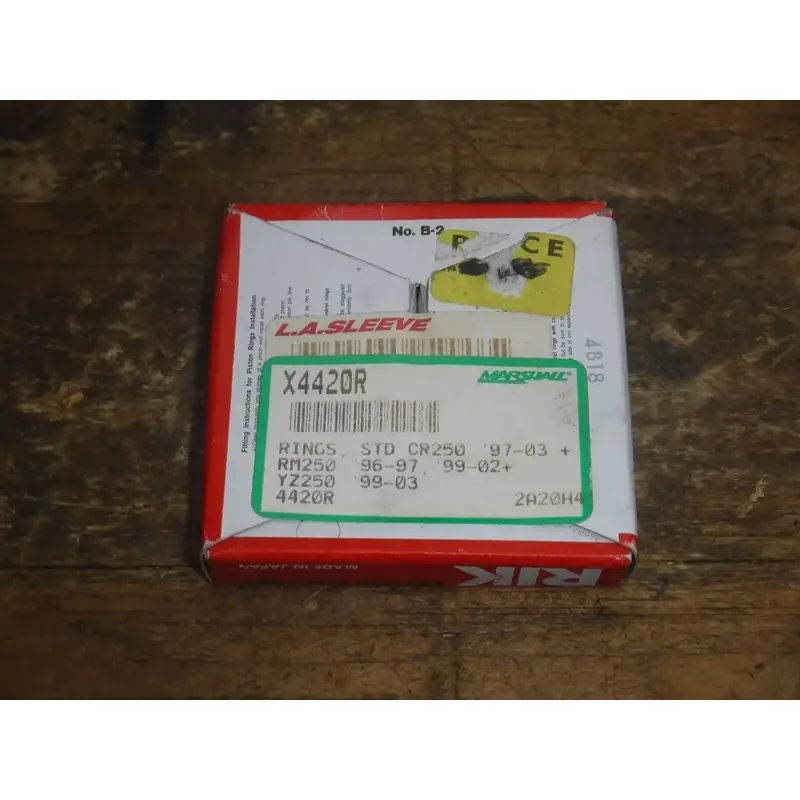 No. B-2
P CE
L.A.SLEEVE
X4420R
MARSHALL
RINGS, STD CR250 '97-03 +
RM250 '96-97 '99-02+
YZ250 '99-03
4420R 2A20H4
4B18
Fitting Instructions for Piston Rings Installation
MADE IN JAPAN
RIK